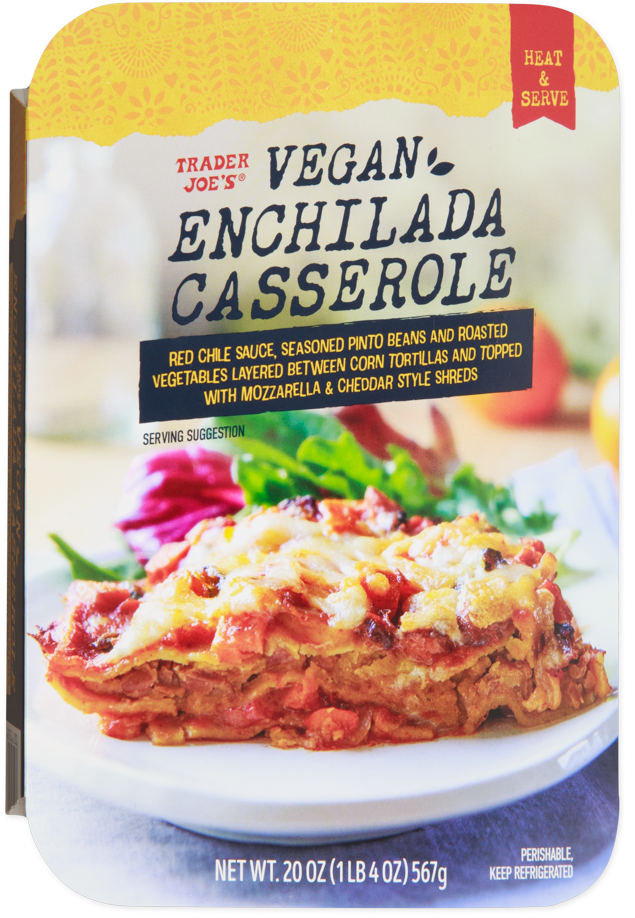 HEAT
&
SERVE
TRADER
JOE'S®
VEGAN
ENCHILADA
CASSEROLE
RED CHILE SAUCE, SEASONED PINTO BEANS AND ROASTED
VEGETABLES LAYERED BETWEEN CORN TORTILLAS AND TOPPED
WITH MOZZARELLA & CHEDDAR STYLE SHREDS
SERVING SUGGESTION
NET WT. 20 OZ (1 LB 4 OZ) 567g
PERISHABLE,
KEEP REFRIGERATED